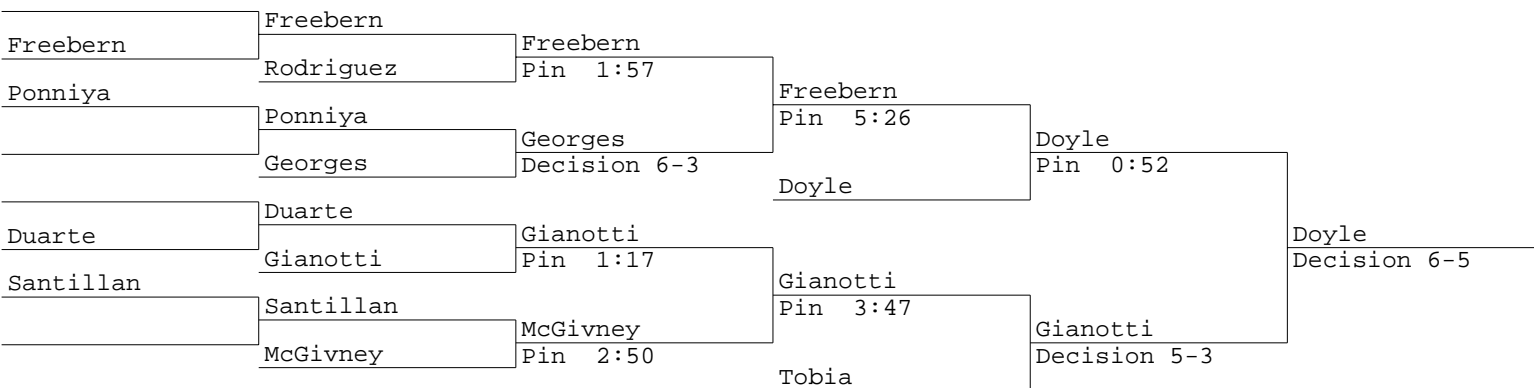 Freebern
Freebern
Freebern
Rodriguez
Pin 1:57
Ponniya
Freebern
Ponniya
Pin 5:26
Georges
Doyle
Georges
Decision 6-3
Pin 0:52
Doyle
Duarte
Duarte
Gianotti
Doyle
Gianotti
Pin 1:17
Decision 6-5
Santillan
Gianotti
Santillan
Pin 3:47
McGivney
Gianotti
McGivney
Pin 2:50
Decision 5-3
Tobia